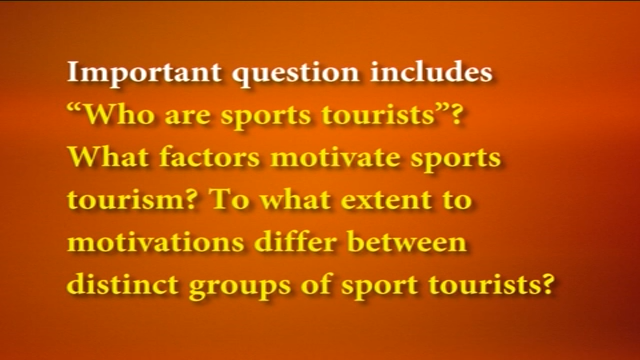 Important question includes
“Who are sports tourists”?
What factors motivate sports
tourism? To what extent to
motivations differ between
distinct groups of sport tourists?